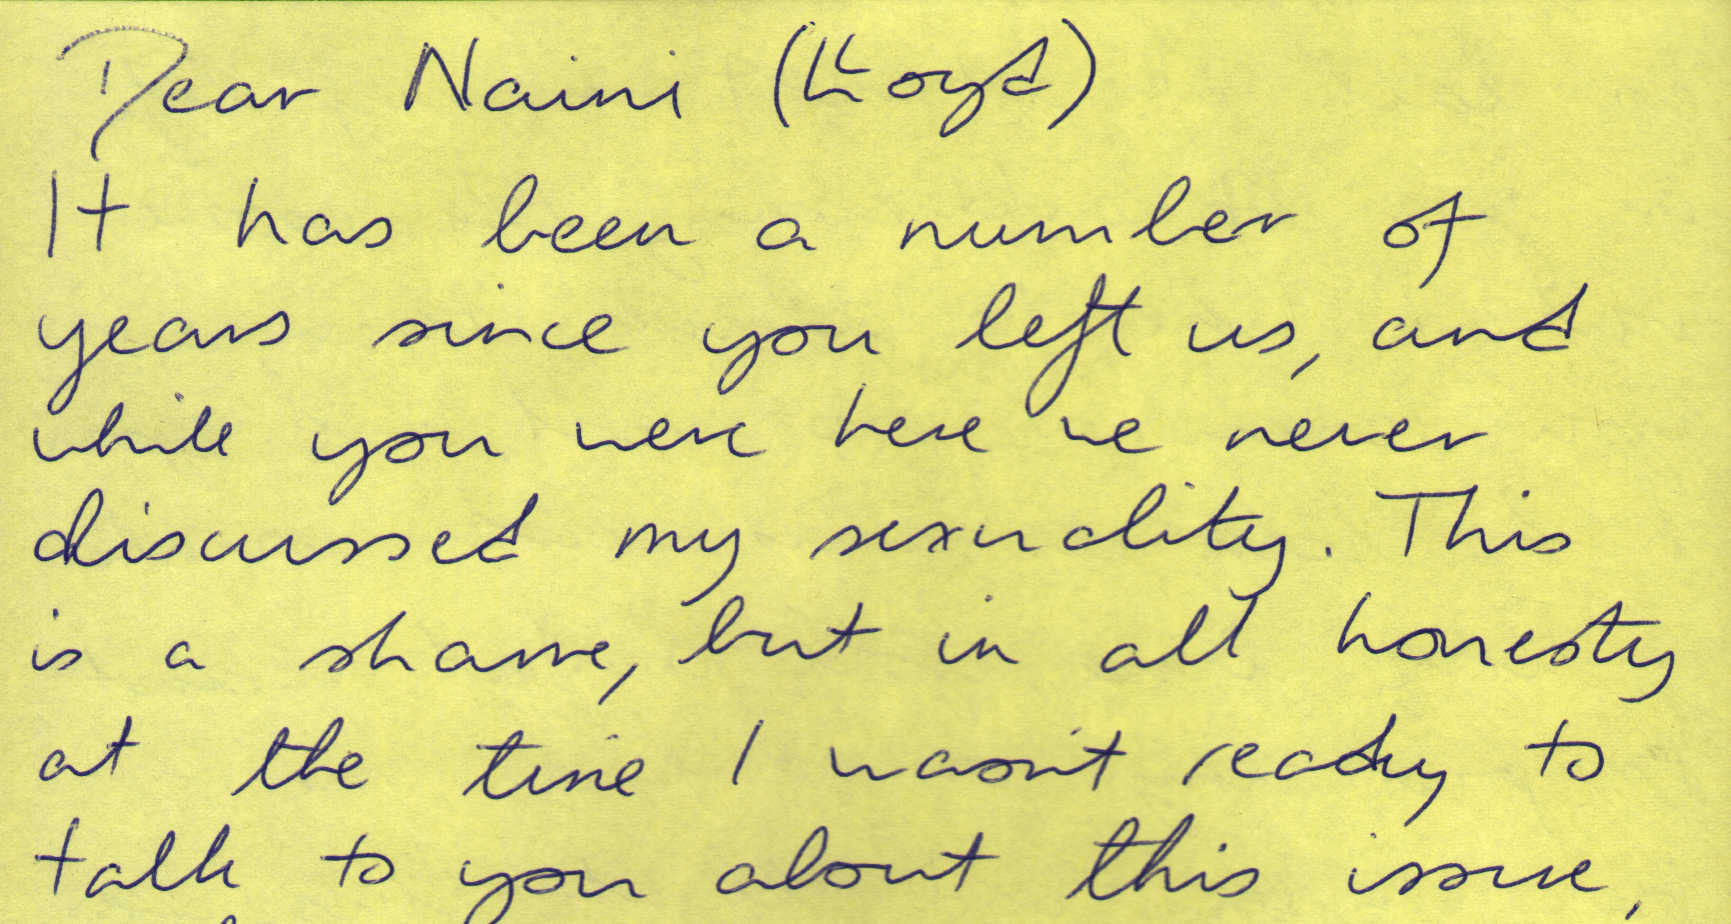 Dear Naini (Lloyd)
It has been a number of
years since you left us, and
while you were here we never
discussed my sexuality. This
is a shame, but in all honesty
at the time I wasn't ready to
talk to you about this issue,